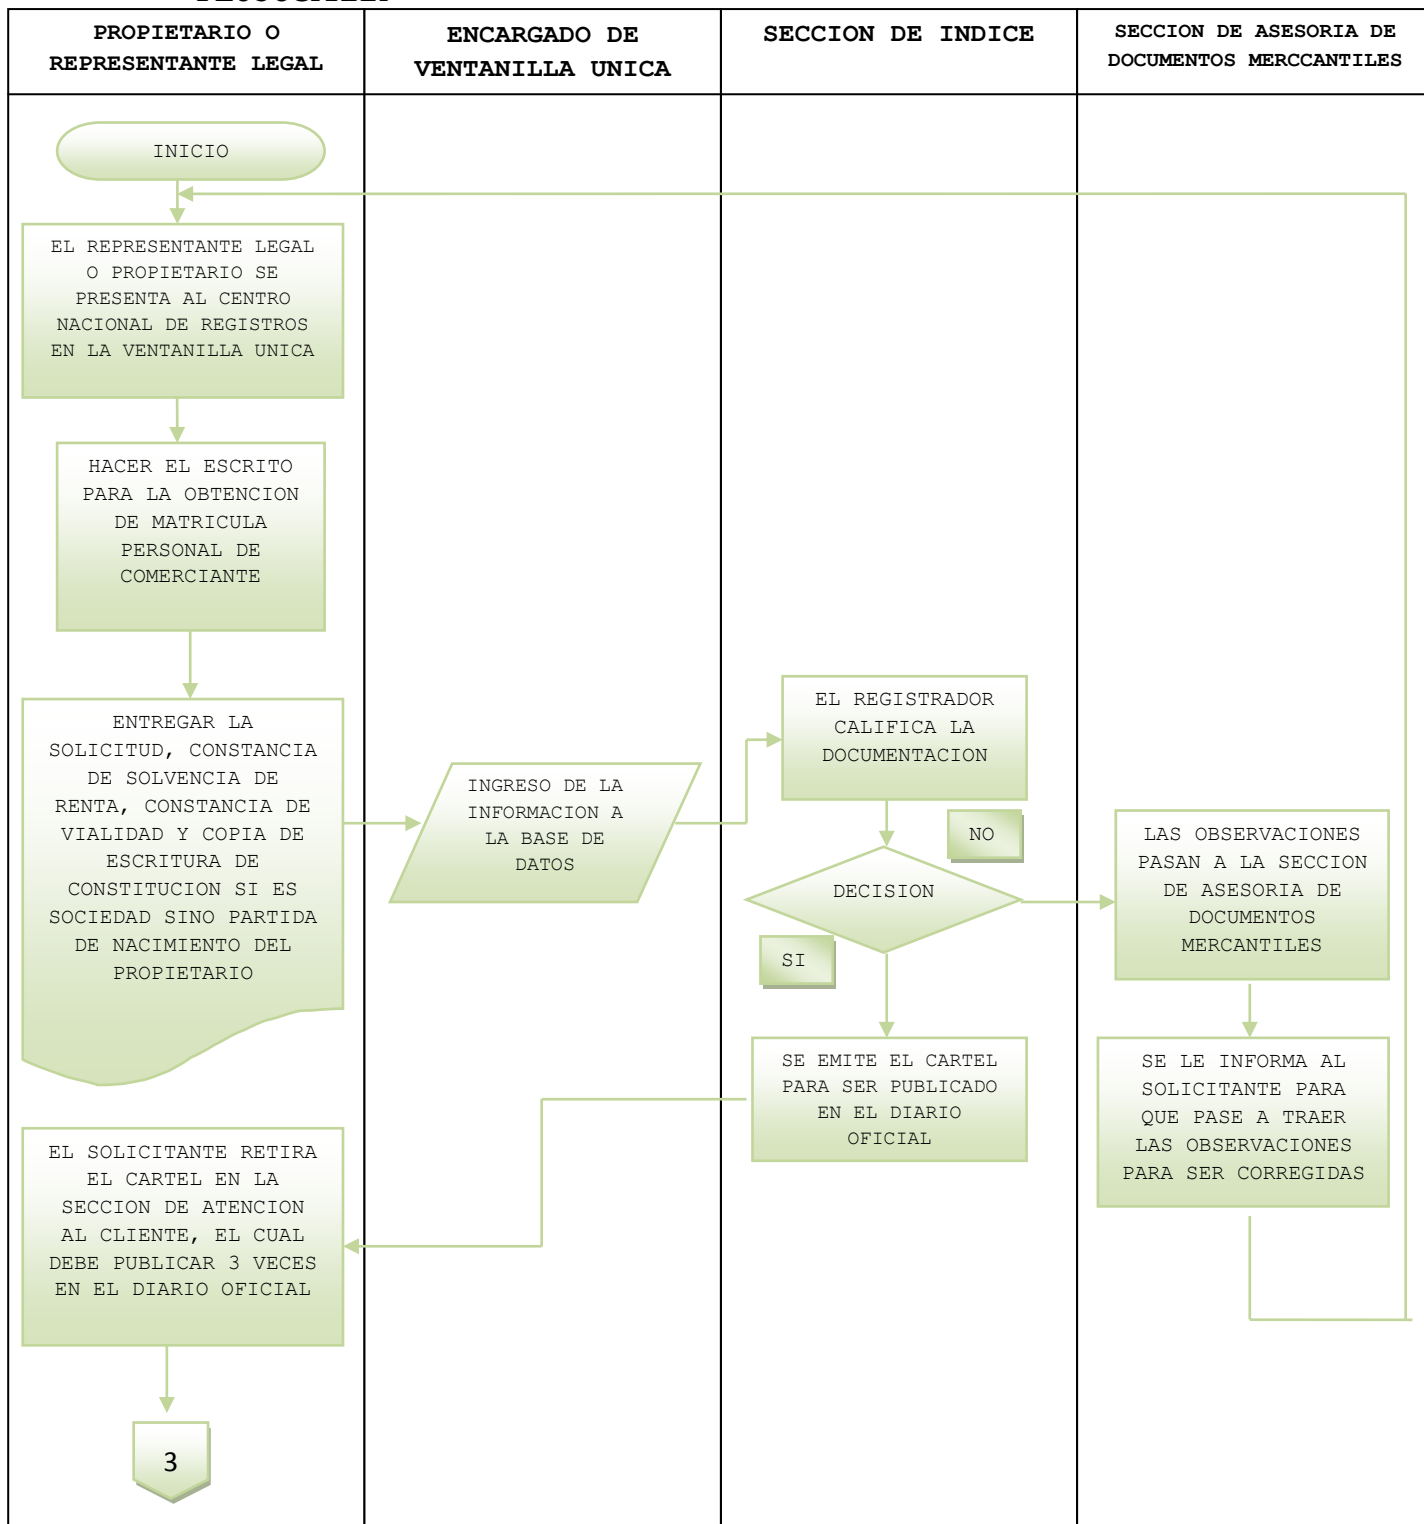 PROPIETARIO O
REPRESENTANTE LEGAL
ENCARGADO DE
VENTANILLA UNICA
SECCION DE INDICE
SECCION DE ASESORIA DE
DOCUMENTOS MERCCANTILES
INICIO
EL REPRESENTANTE LEGAL
O PROPIETARIO SE
PRESENTA AL CENTRO
NACIONAL DE REGISTROS
EN LA VENTANILLA UNICA
HACER EL ESCRITO
PARA LA OBTENCION
DE MATRICULA
PERSONAL DE
COMERCIANTE
ENTREGAR LA
SOLICITUD, CONSTANCIA
DE SOLVENCIA DE
RENTA, CONSTANCIA DE
VIALIDAD Y COPIA DE
ESCRITURA DE
CONSTITUCION SI ES
SOCIEDAD SINO PARTIDA
DE NACIMIENTO DEL
PROPIETARIO
INGRESO DE LA
INFORMACION A
LA BASE DE
DATOS
EL REGISTRADOR
CALIFICA LA
DOCUMENTACION
NO
DECISION
SI
LAS OBSERVACIONES
PASAN A LA SECCION
DE ASESORIA DE
DOCUMENTOS
MERCANTILES
SE EMITE EL CARTEL
PARA SER PUBLICADO
EN EL DIARIO
OFICIAL
SE LE INFORMA AL
SOLICITANTE PARA
QUE PASE A TRAER
LAS OBSERVACIONES
PARA SER CORREGIDAS
EL SOLICITANTE RETIRA
EL CARTEL EN LA
SECCION DE ATENCION
AL CLIENTE, EL CUAL
DEBE PUBLICAR 3 VECES
EN EL DIARIO OFICIAL
3